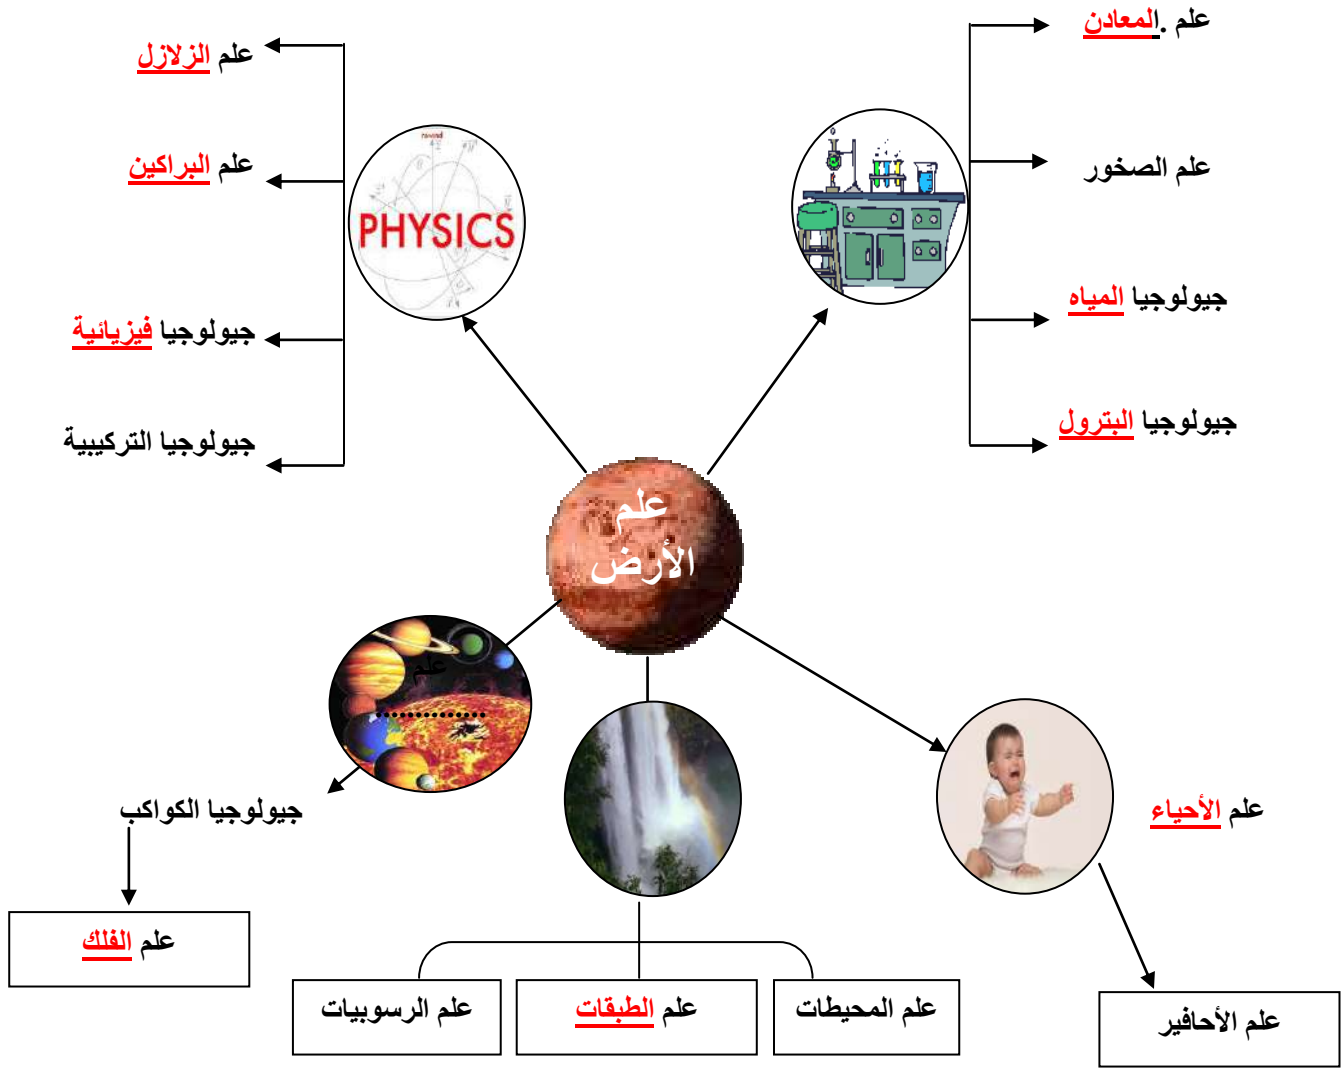 علم .المعادن
علم الصخور
جيولوجيا المياه
جيولوجيا البترول
علم الزلازل
علم البراكين
جيولوجيا فيزيائية
جيولوجيا التركيبية
PHYSICS
علم
الأرض
علم
..............
جيولوجيا الكواكب
علم الفلك
علم الأحياء
علم الأحافير
علم المحيطات
علم الطبقات
علم الرسوبيات